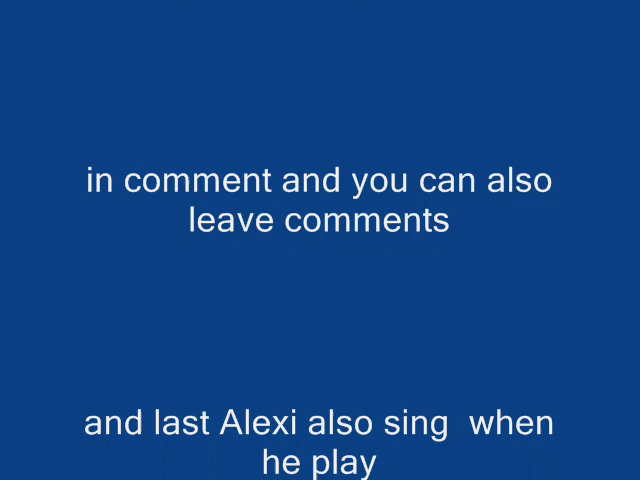 in comment and you can also
leave comments
and last Alexi also sing  when
he play